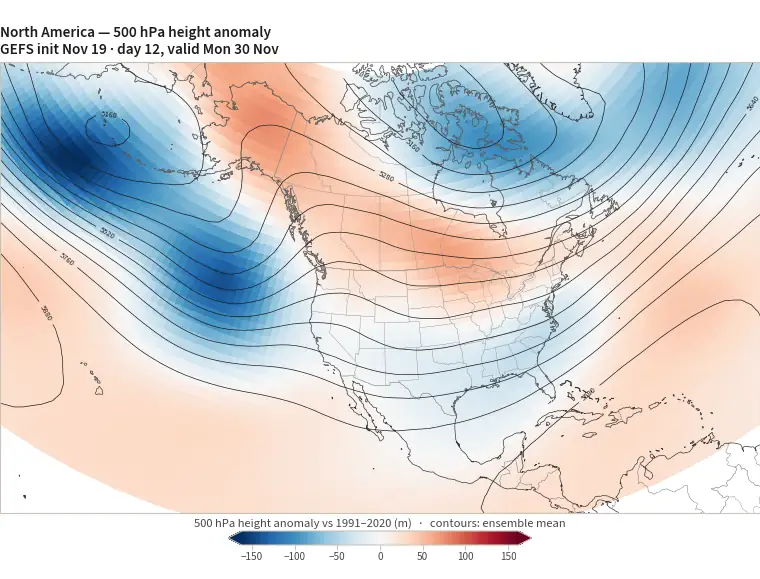 North America — 500 hPa height anomaly
GEFS init Nov 19 · day 12, valid Mon 30 Nov
5160
5160
5280
5640
5520
5760
5880
500 hPa height anomaly vs 1991–2020 (m) · contours: ensemble mean
−150 −100 −50 0 50 100 150